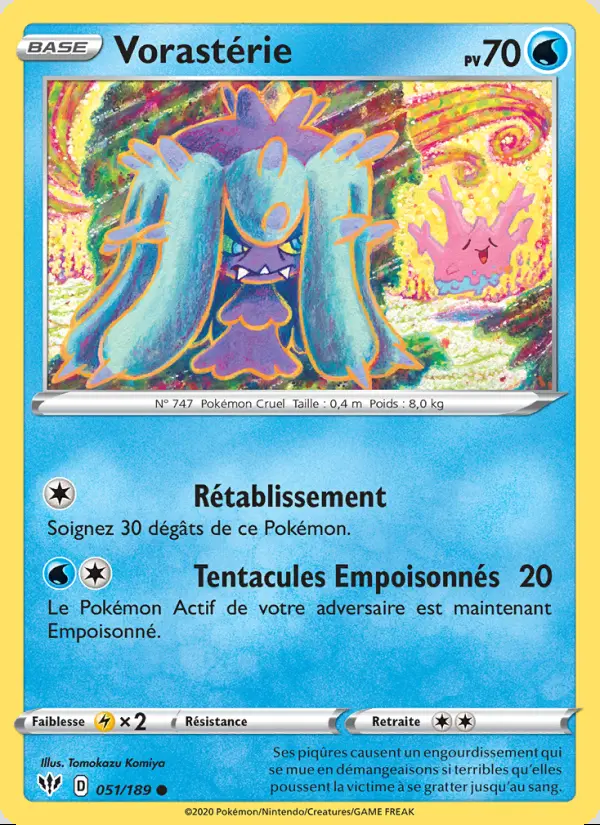 BASE Vorastérie PV70
N° 747 Pokémon Cruel Taille : 0,4 m Poids : 8,0 kg
Rétablissement
Soignez 30 dégâts de ce Pokémon.
Tentacules Empoisonnés 20
Le Pokémon Actif de votre adversaire est maintenant
Empoisonné.
Faiblesse ×2 Résistance Retraite
Illus. Tomokazu Komiya
D 051/189
Ses piqûres causent un engourdissement qui
se mue en démangeaisons si terribles qu'elles
poussent la victime à se gratter jusqu'au sang.
©2020 Pokémon/Nintendo/Creatures/GAME FREAK